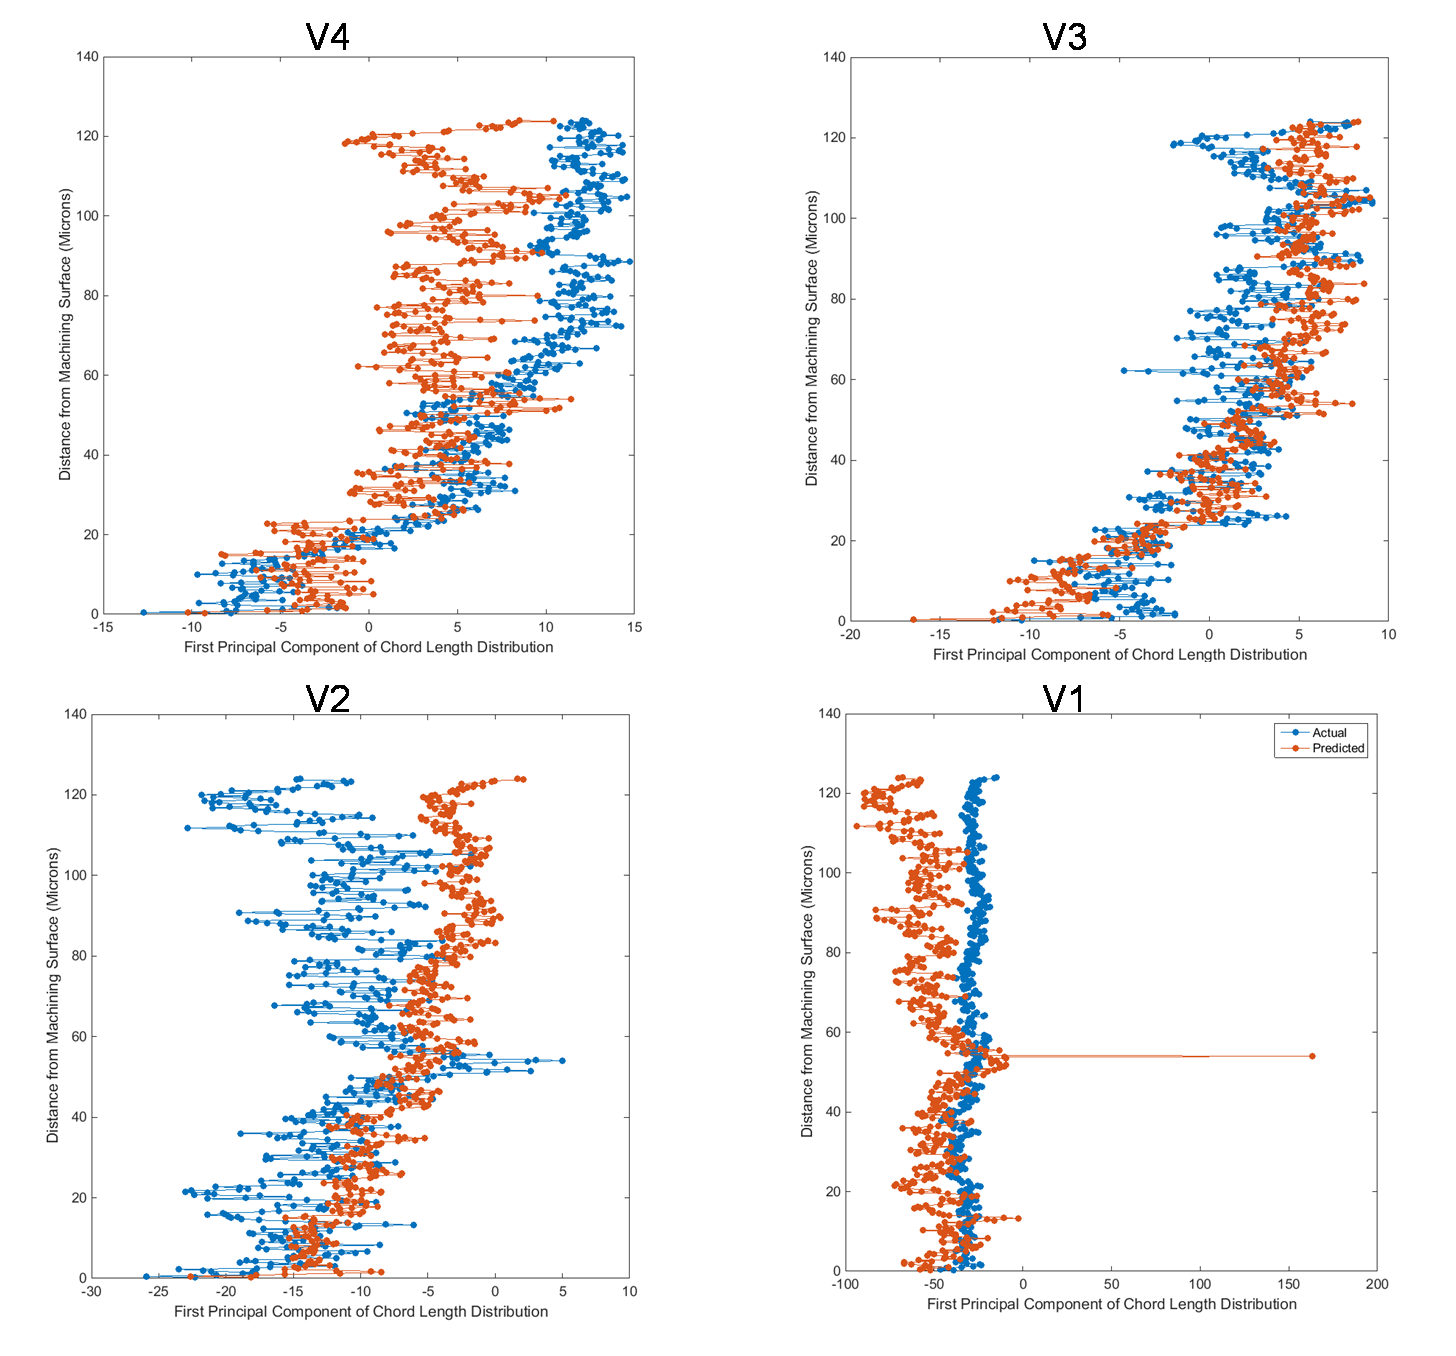 V4
140
120
100
80
60
40
20
0
Distance from Machining Surface (Microns)
-15 -10 -5 0 5 10 15
First Principal Component of Chord Length Distribution
V3
140
120
100
80
60
40
20
0
Distance from Machining Surface (Microns)
-20 -15 -10 -5 0 5 10
First Principal Component of Chord Length Distribution
V2
140
120
100
80
60
40
20
0
Distance from Machining Surface (Microns)
-30 -25 -20 -15 -10 -5 0 5 10
First Principal Component of Chord Length Distribution
V1
Actual
Predicted
140
120
100
80
60
40
20
0
Distance from Machining Surface (Microns)
-100 -50 0 50 100 150 200
First Principal Component of Chord Length Distribution